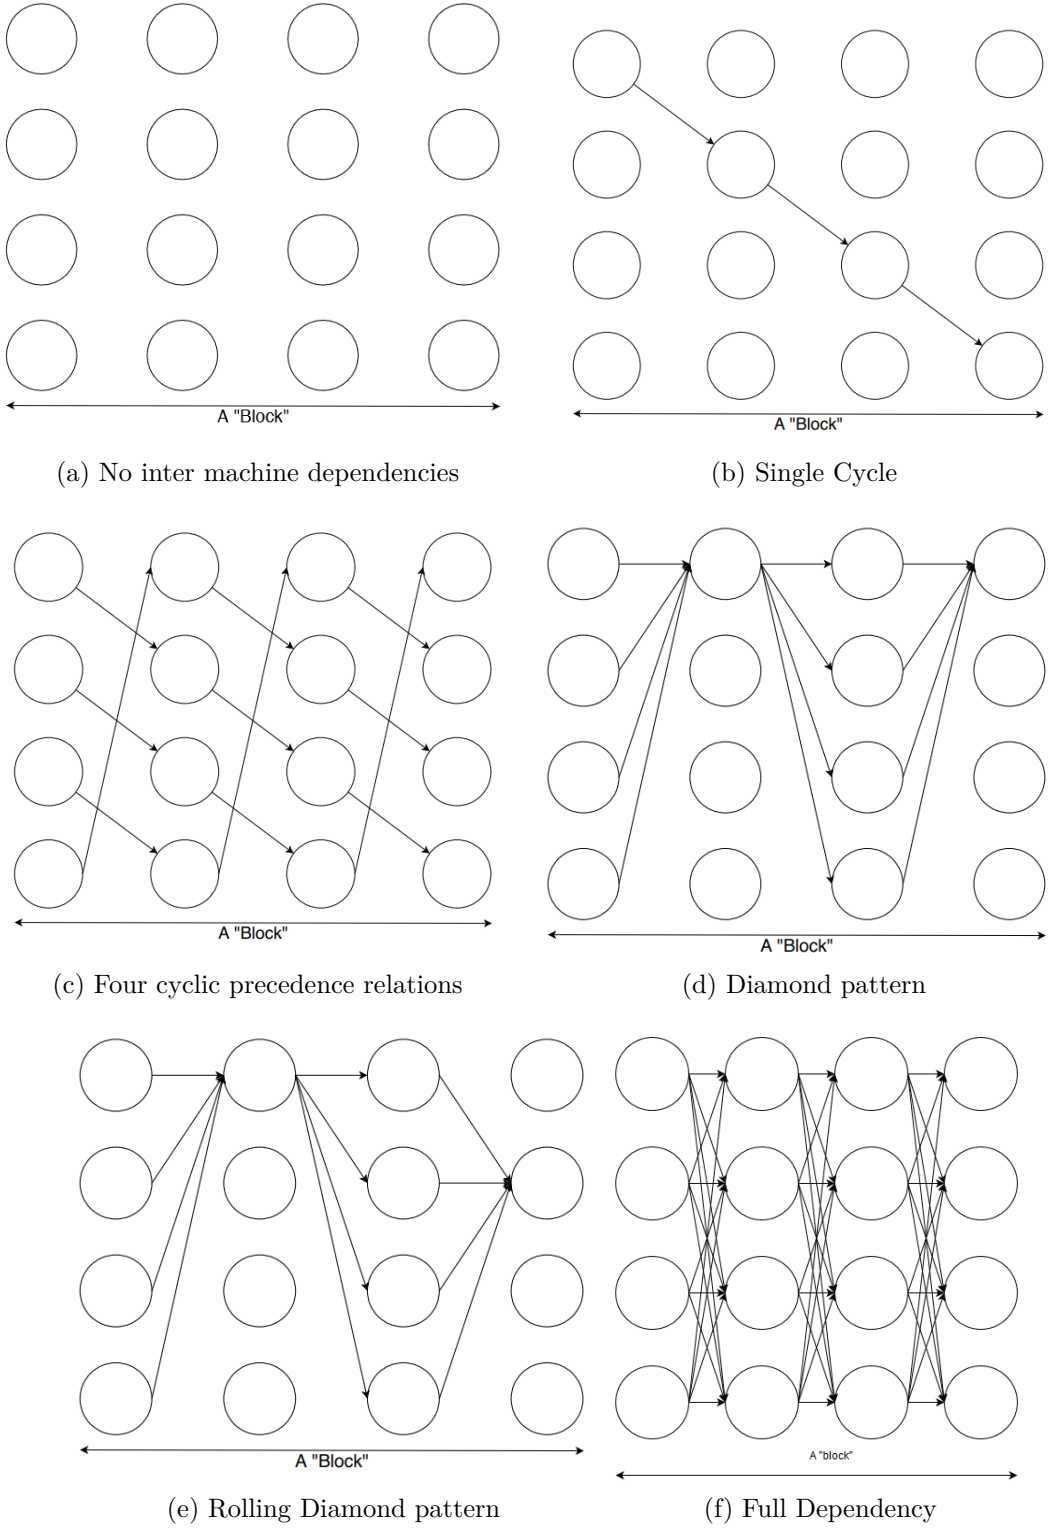 A "Block"
A "Block"
(a) No inter machine dependencies
(b) Single Cycle
A "Block"
A "Block"
(c) Four cyclic precedence relations
(d) Diamond pattern
A "Block"
A "block"
(e) Rolling Diamond pattern
(f) Full Dependency